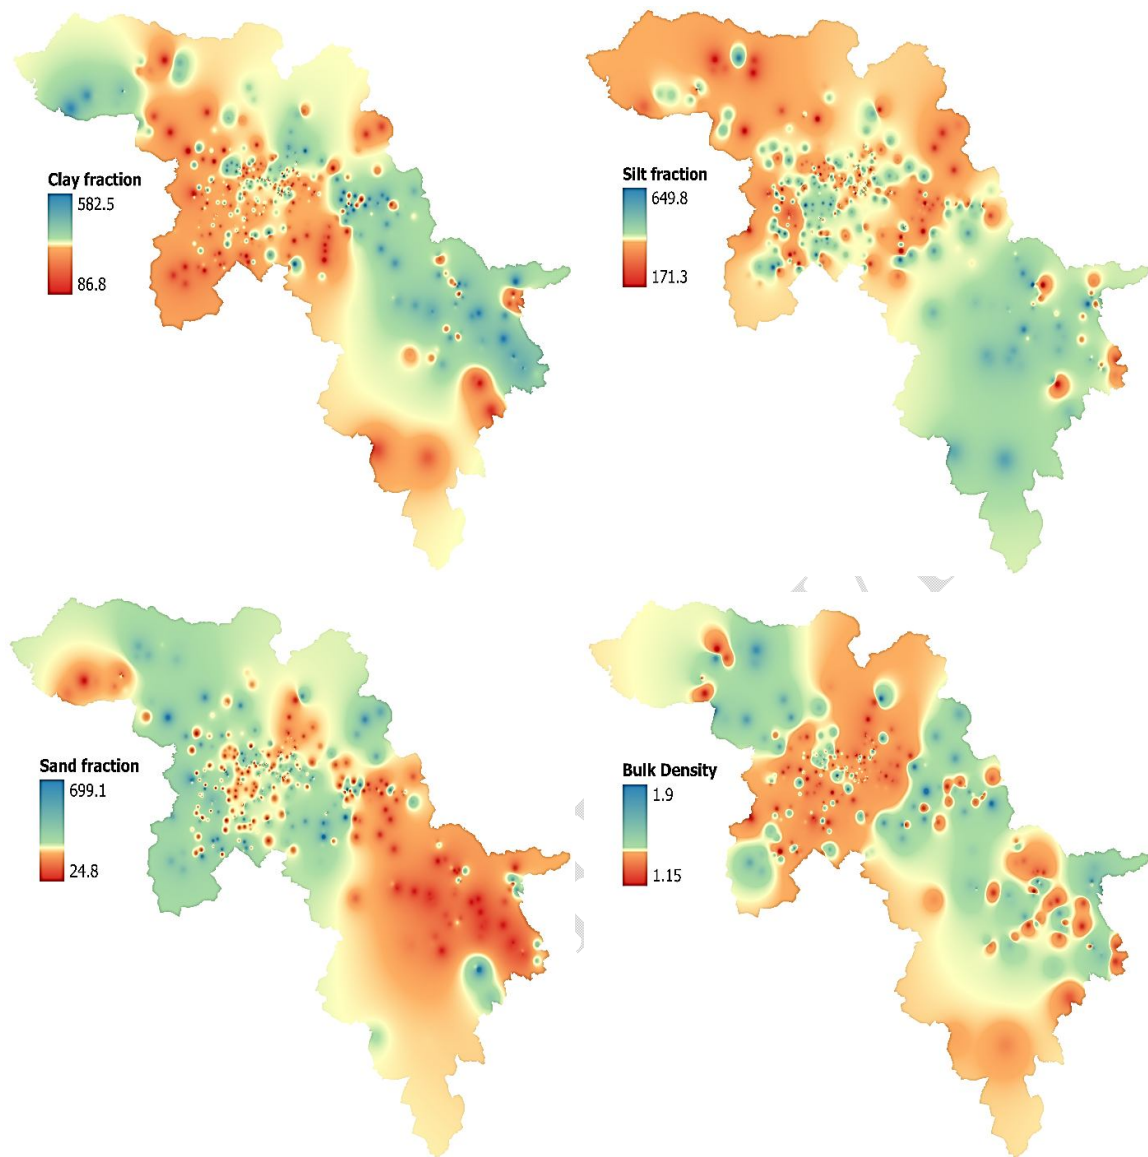 Clay fraction
582.5
86.8
Silt fraction
649.8
171.3
Sand fraction
699.1
24.8
Bulk Density
1.9
1.15